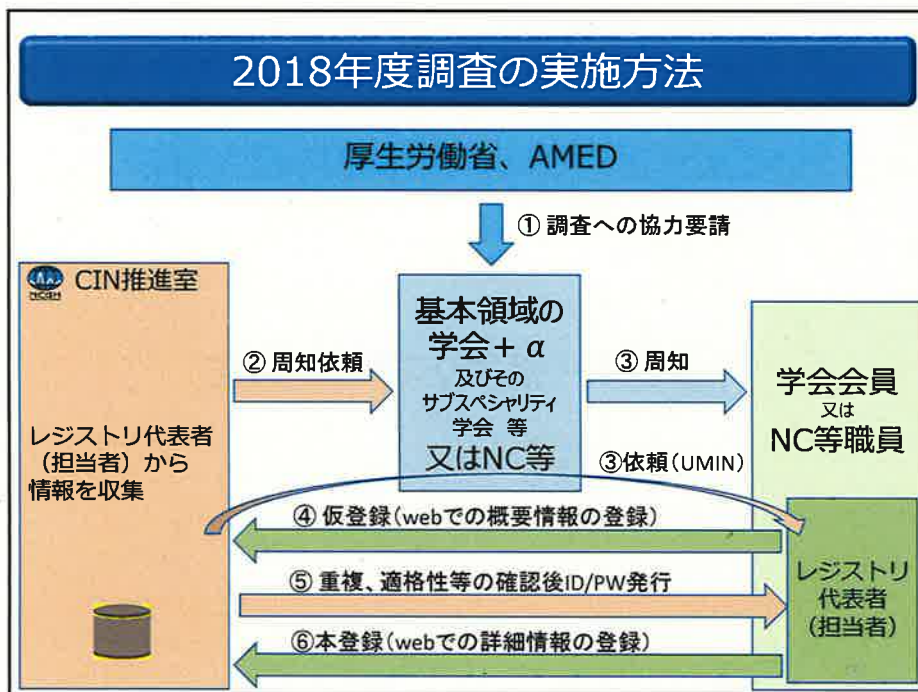 2018年度調査の実施方法
厚生労働省、AMED
① 調査への協力要請
CIN推進室
レジストリ代表者
（担当者）から
情報を収集
② 周知依頼
基本領域の
学会＋α
及びその
サブスペシャリティ
学会 等
又はNC等
③ 周知
学会会員
又は
NC等職員
③依頼（UMIN）
④ 仮登録（webでの概要情報の登録）
⑤ 重複、適格性等の確認後ID/PW発行
⑥本登録（webでの詳細情報の登録）
レジストリ
代表者
（担当者）